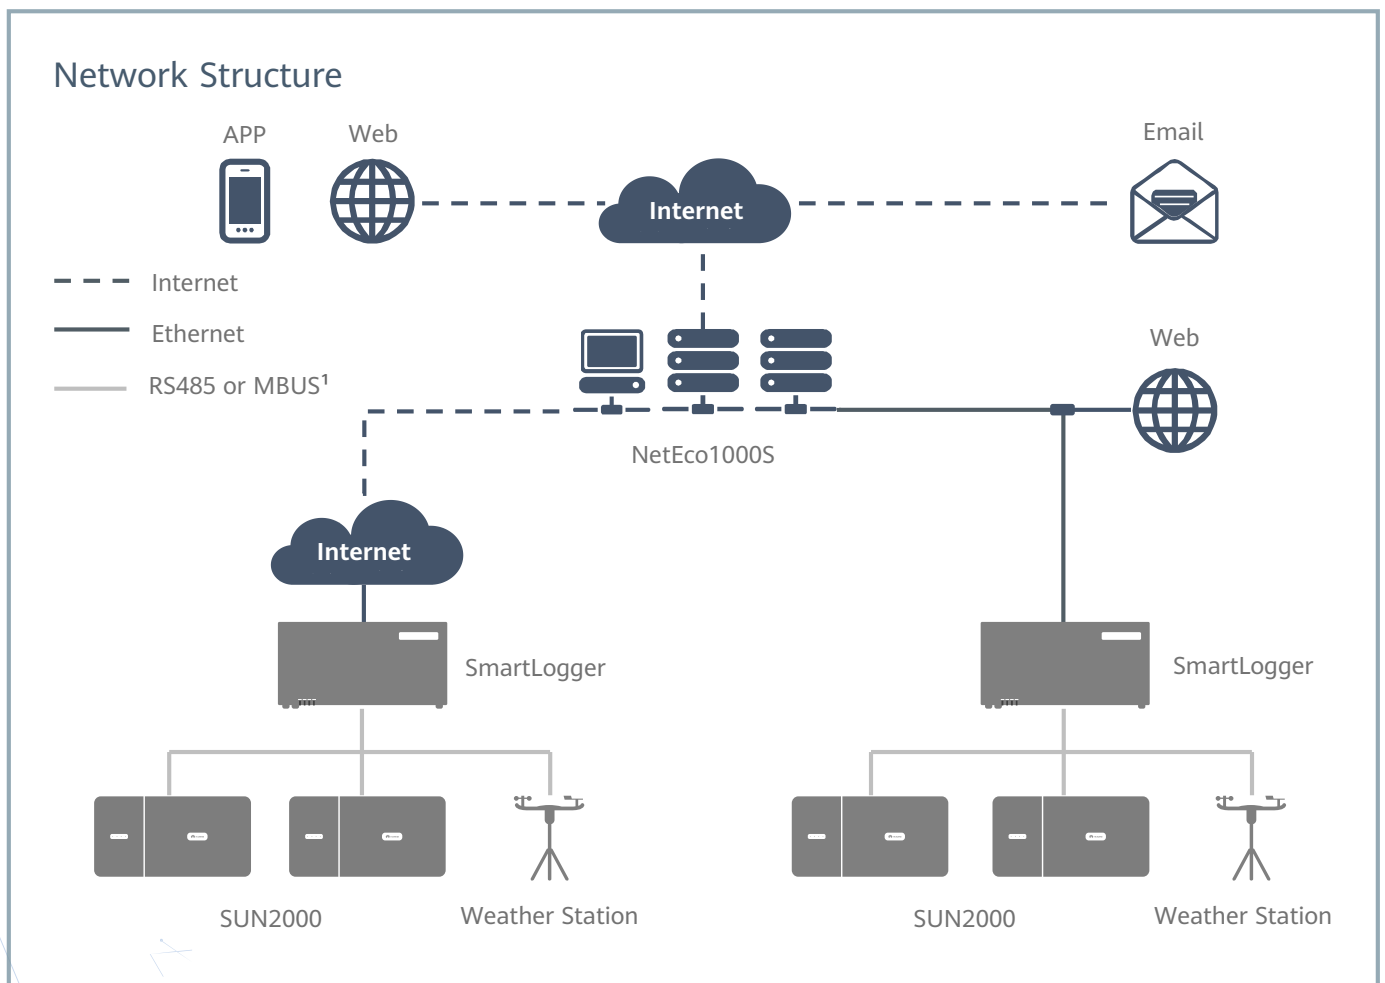 Network Structure
APP
Web
Email
Internet
Internet
Ethernet
RS485 or MBUS¹
Web
NetEco1000S
Internet
SmartLogger
SmartLogger
SUN2000
Weather Station
SUN2000
Weather Station